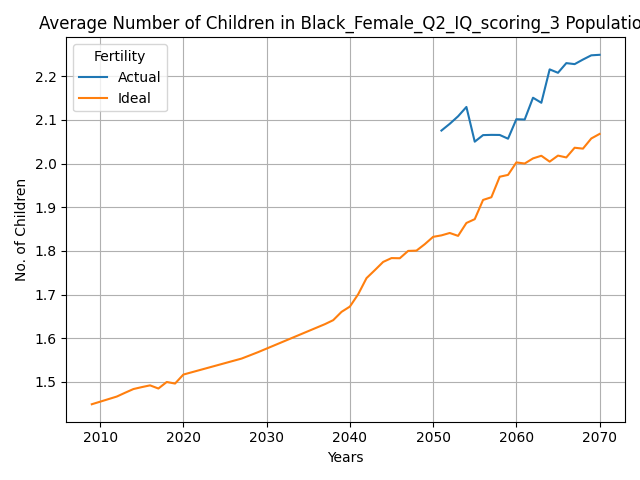 Average Number of Children in Black_Female_Q2_IQ_scoring_3 Populatio
Fertility
Actual
Ideal
No. of Children
2.2
2.1
2.0
1.9
1.8
1.7
1.6
1.5
2010 2020 2030 2040 2050 2060 2070
Years